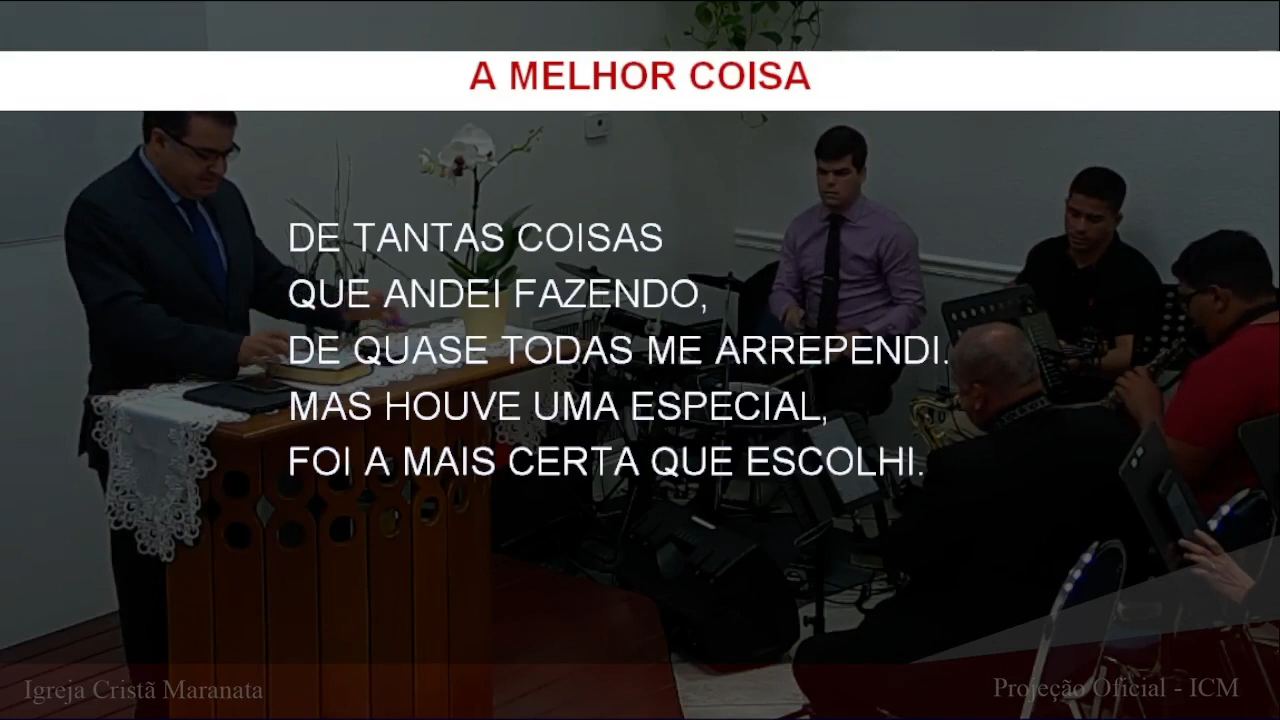 A MELHOR COISA
DE TANTAS COISAS
QUE ANDEI FAZENDO,
DE QUASE TODAS ME ARREPENDI.
MAS HOUVE UMA ESPECIAL,
FOI A MAIS CERTA QUE ESCOLHI.
Igreja Cristã Maranata
Projeção Oficial - ICM